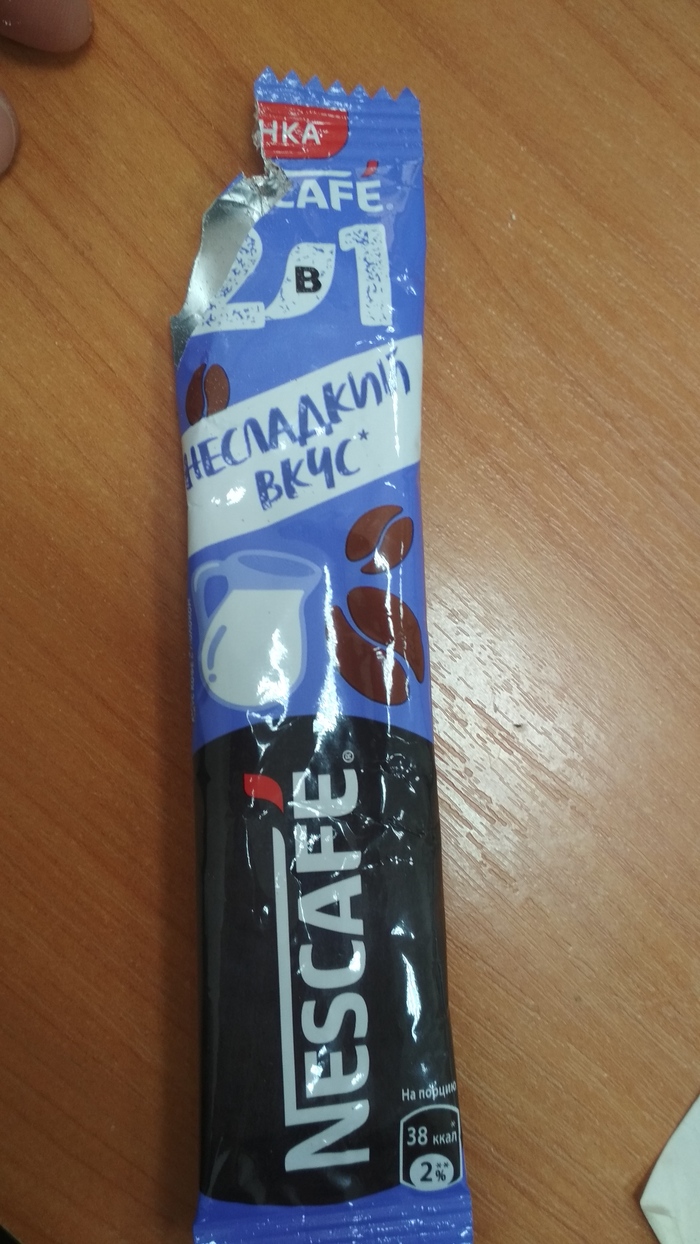 НКА
CAFÉ
2 в 1
НЕСЛАДКИЙ
ВКУС*
NESCAFÉ®
На порцию
38 ккал*
2%**